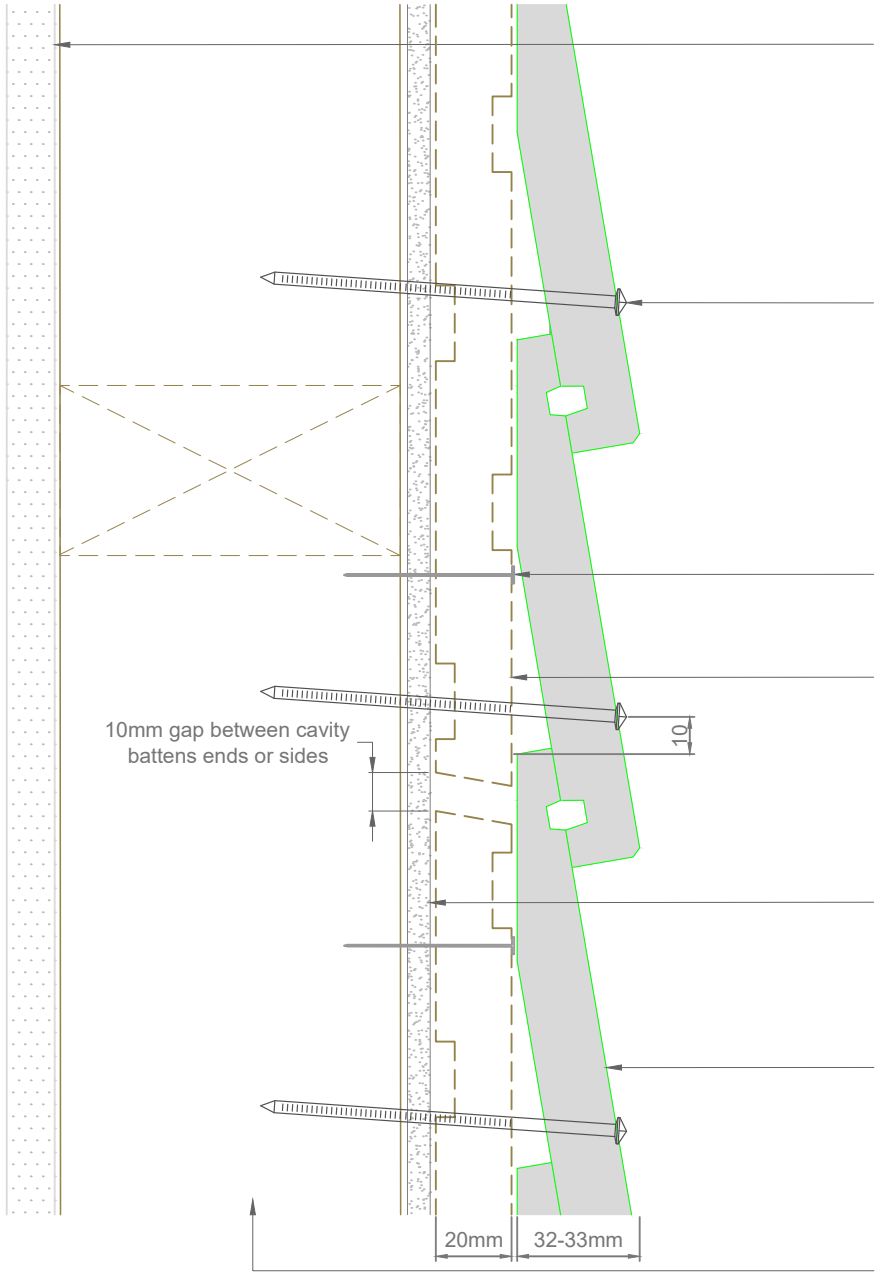 10mm gap between cavity
battens ends or sides
10
20mm
32-33mm